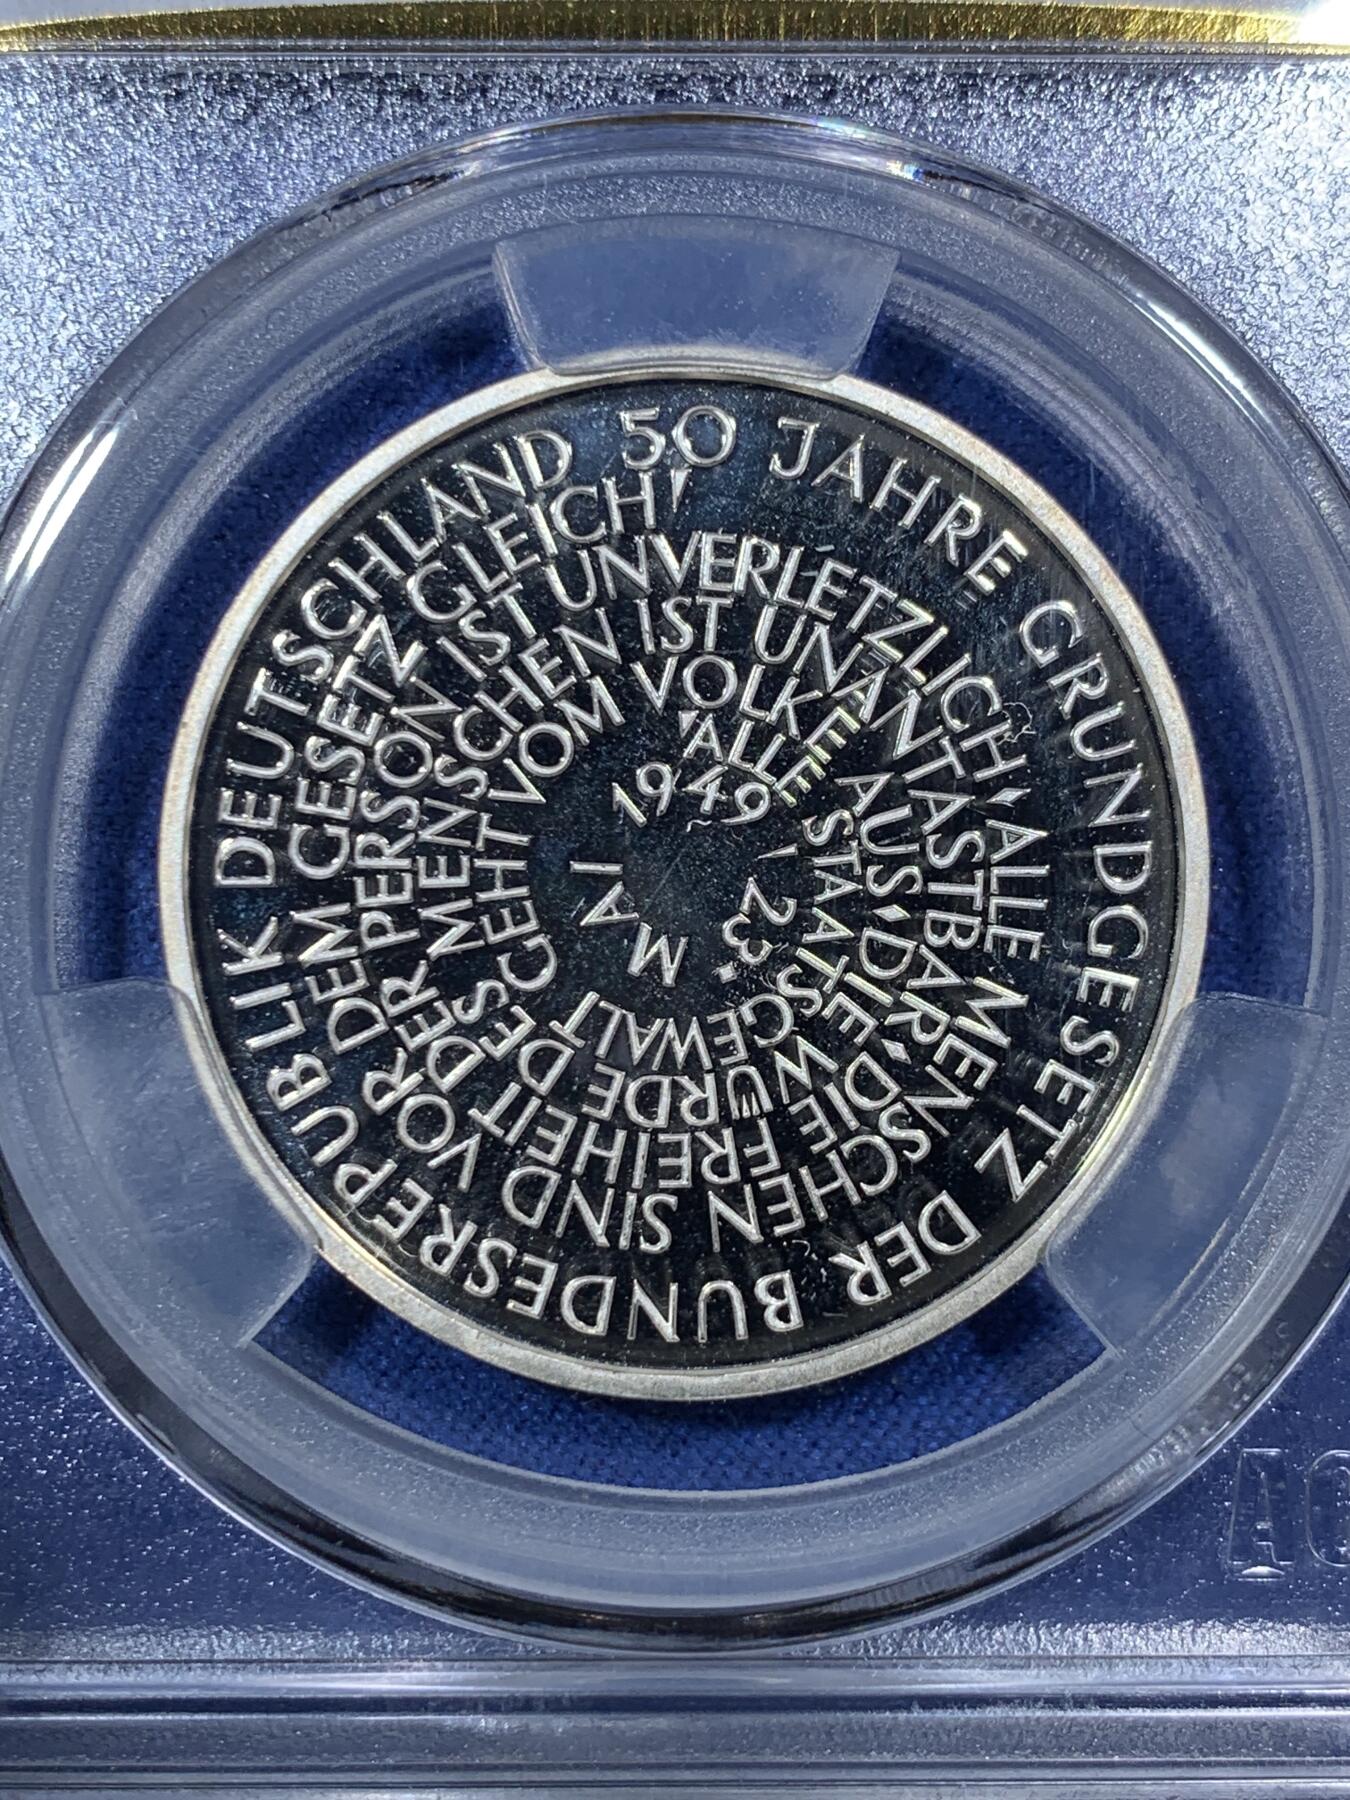 50 JAHRE GRUNDGESETZ DER BUNDESREPUBLIK DEUTSCHLAND
'ALLE STAATSGEWALT GEHT VOM VOLKE AUS·DIE WÜRDE DES MENSCHEN IST UNANTASTBAR·DIE FREIHEIT DER PERSON IST UNVERLETZLICH·ALLE MENSCHEN SIND VOR DEM GESETZ GLEICH'
'23. MAI 1949